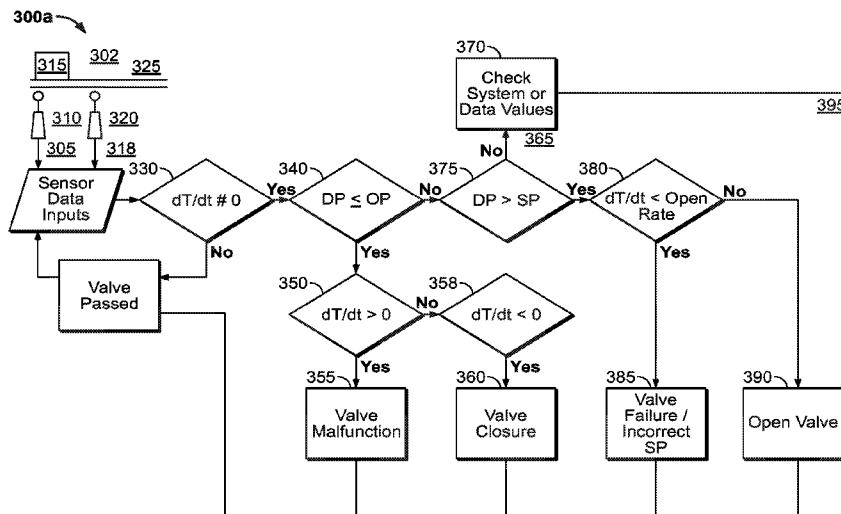 300a
315
302
325
310
320
305
318
370
Check
System or
Data Values
395
365
330
340
375
380
Sensor
Data
Inputs
dT/dt # 0
Yes
DP ≤ OP
No
DP > SP
No
Yes
dT/dt < Open
Rate
No
No
Yes
Yes
Valve
Passed
350
dT/dt > 0
No
358
dT/dt < 0
Yes
Yes
355
Valve
Malfunction
360
Valve
Closure
385
Valve
Failure /
Incorrect
SP
390
Open Valve